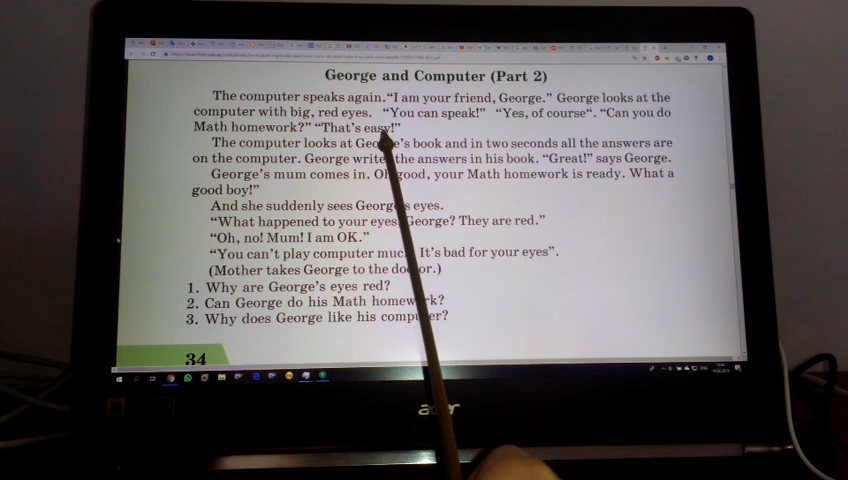 George and Computer (Part 2)
The computer speaks again. “I am your friend, George.” George looks at the
computer with big, red eyes. “You can speak!” “Yes, of course“. “Can you do
Math homework?” “That’s easy!”
The computer looks at George’s book and in two seconds all the answers are
on the computer. George writes the answers in his book. “Great!” says George.
George’s mum comes in. Oh good, your Math homework is ready. What a
good boy!”
And she suddenly sees George’s eyes.
“What happened to your eyes, George? They are red.”
“Oh, no! Mum! I am OK.”
“You can’t play computer much. It’s bad for your eyes”.
(Mother takes George to the doctor.)
1. Why are George’s eyes red?
2. Can George do his Math homework?
3. Why does George like his computer?
34
acer